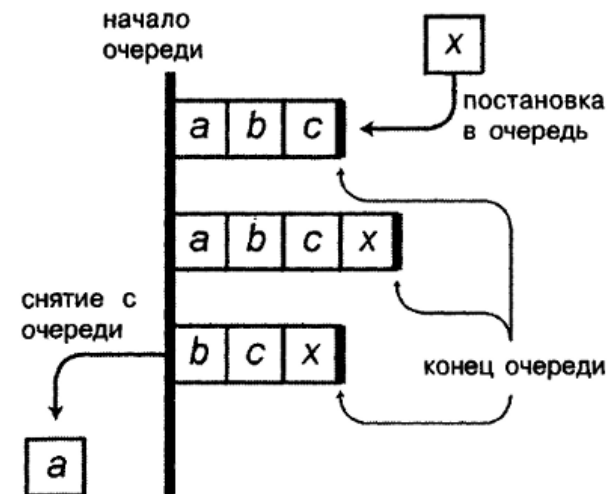 начало
очереди
x
постановка
в очередь
a b c
a b c x
снятие с
очереди
b c x
конец очереди
a